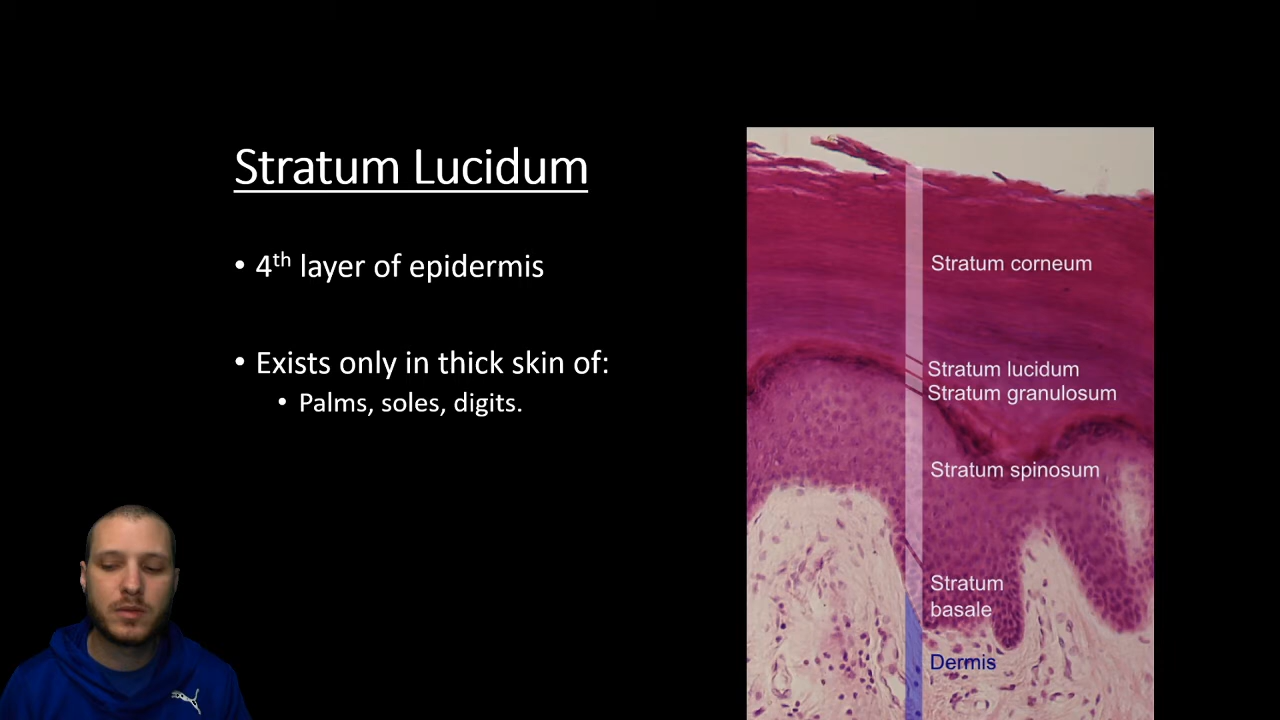 Stratum Lucidum
• 4th layer of epidermis
• Exists only in thick skin of:
• Palms, soles, digits.
Stratum corneum
Stratum lucidum
Stratum granulosum
Stratum spinosum
Stratum
basale
Dermis